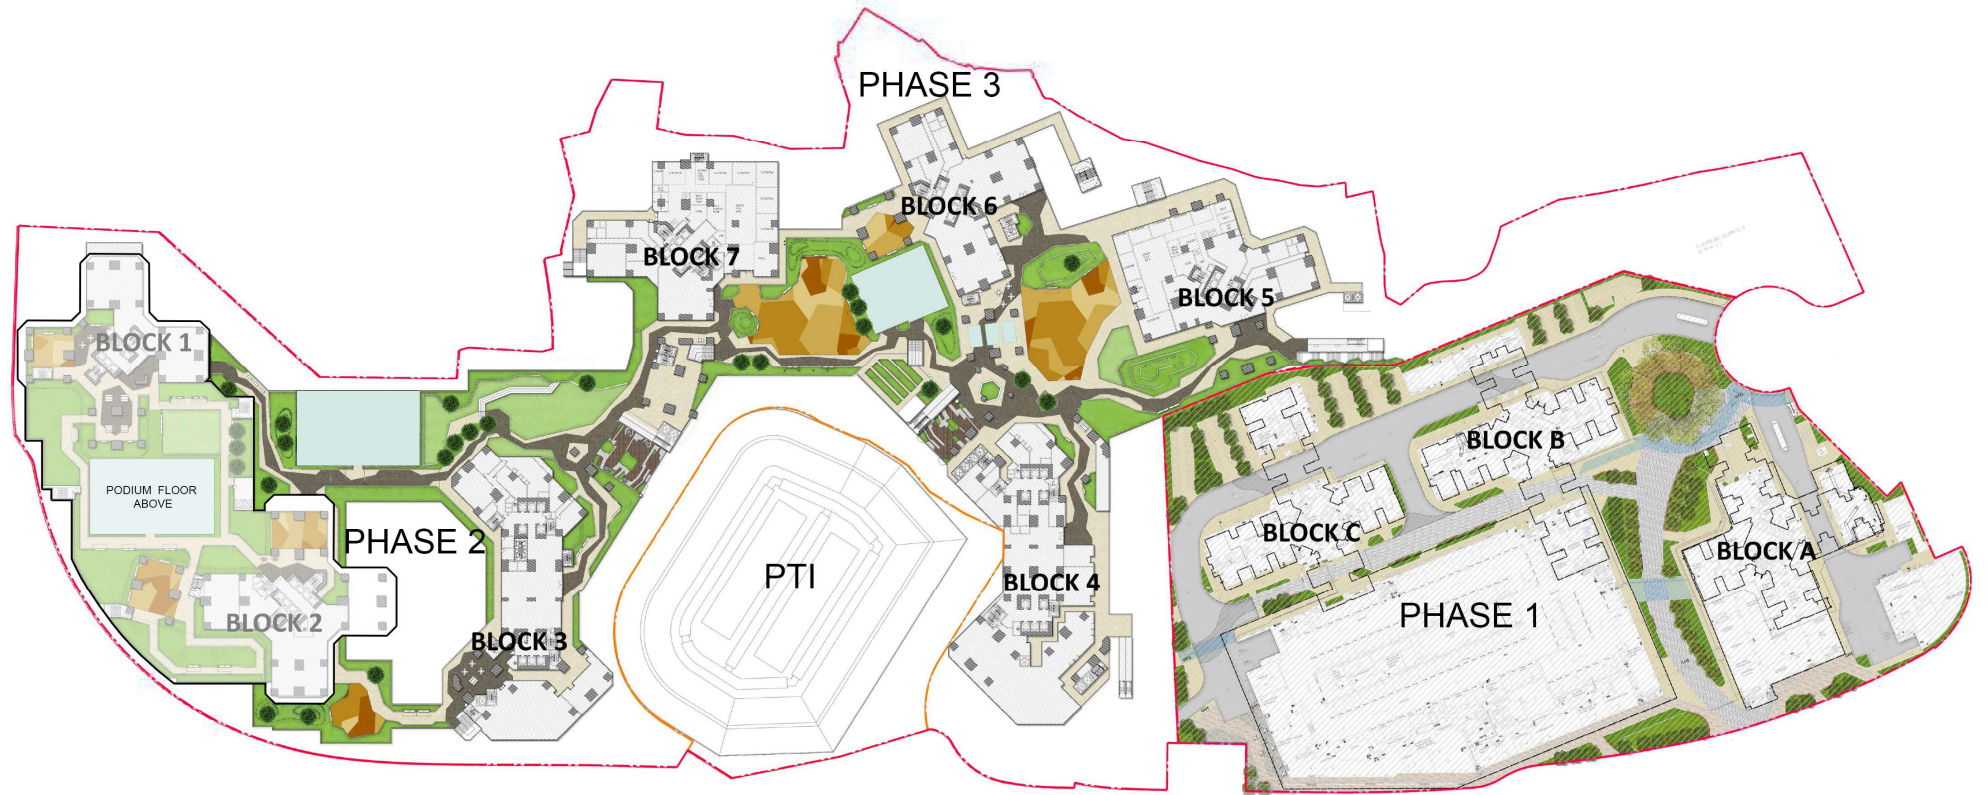 PHASE 3
BLOCK 6
BLOCK 7
BLOCK 5
BLOCK 1
BLOCK B
PODIUM FLOOR
ABOVE
BLOCK C
PHASE 2
BLOCK A
PTI
BLOCK 4
PHASE 1
BLOCK 2
BLOCK 3